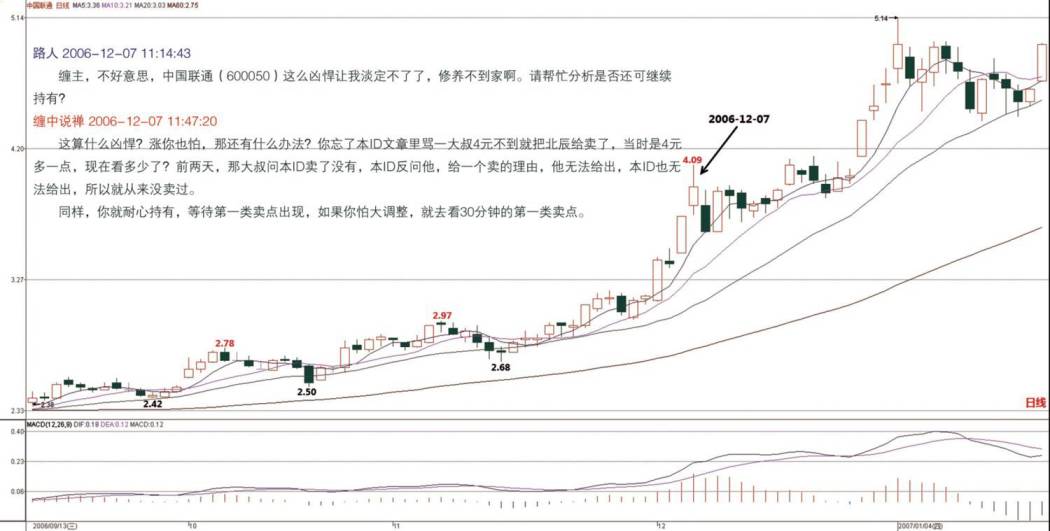 中国联通 日线 MA5:3.36 MA10:3.21 MA20:3.03 MA60:2.75
5.14
5.14
路人 2006-12-07 11:14:43
缠主，不好意思，中国联通（600050）这么凶悍让我淡定不了了，修养不到家啊。请帮忙分析是否还可继续
持有？
缠中说禅 2006-12-07 11:47:20
2006-12-07
这算什么凶悍？涨你也怕，那还有什么办法？你忘了本ID文章里骂一大叔4元不到就把北辰给卖了，当时是4元
4.20
4.09
多一点，现在看多少了？前两天，那大叔问本ID卖了没有，本ID反问他，给一个卖的理由，他无法给出，本ID也无
法给出，所以就从来没卖过。
同样，你就耐心持有，等待第一类卖点出现，如果你怕大调整，就去看30分钟的第一类卖点。
3.27
2.97
2.78
2.68
2.50
2.42
2.38
2.33
日线
MACD(12,26,9) DIF:0.18 DEA:0.12 MACD:0.12
0.40
0.23
0.06
2006/09/13(三)
10
11
12
2007/01/04(四)